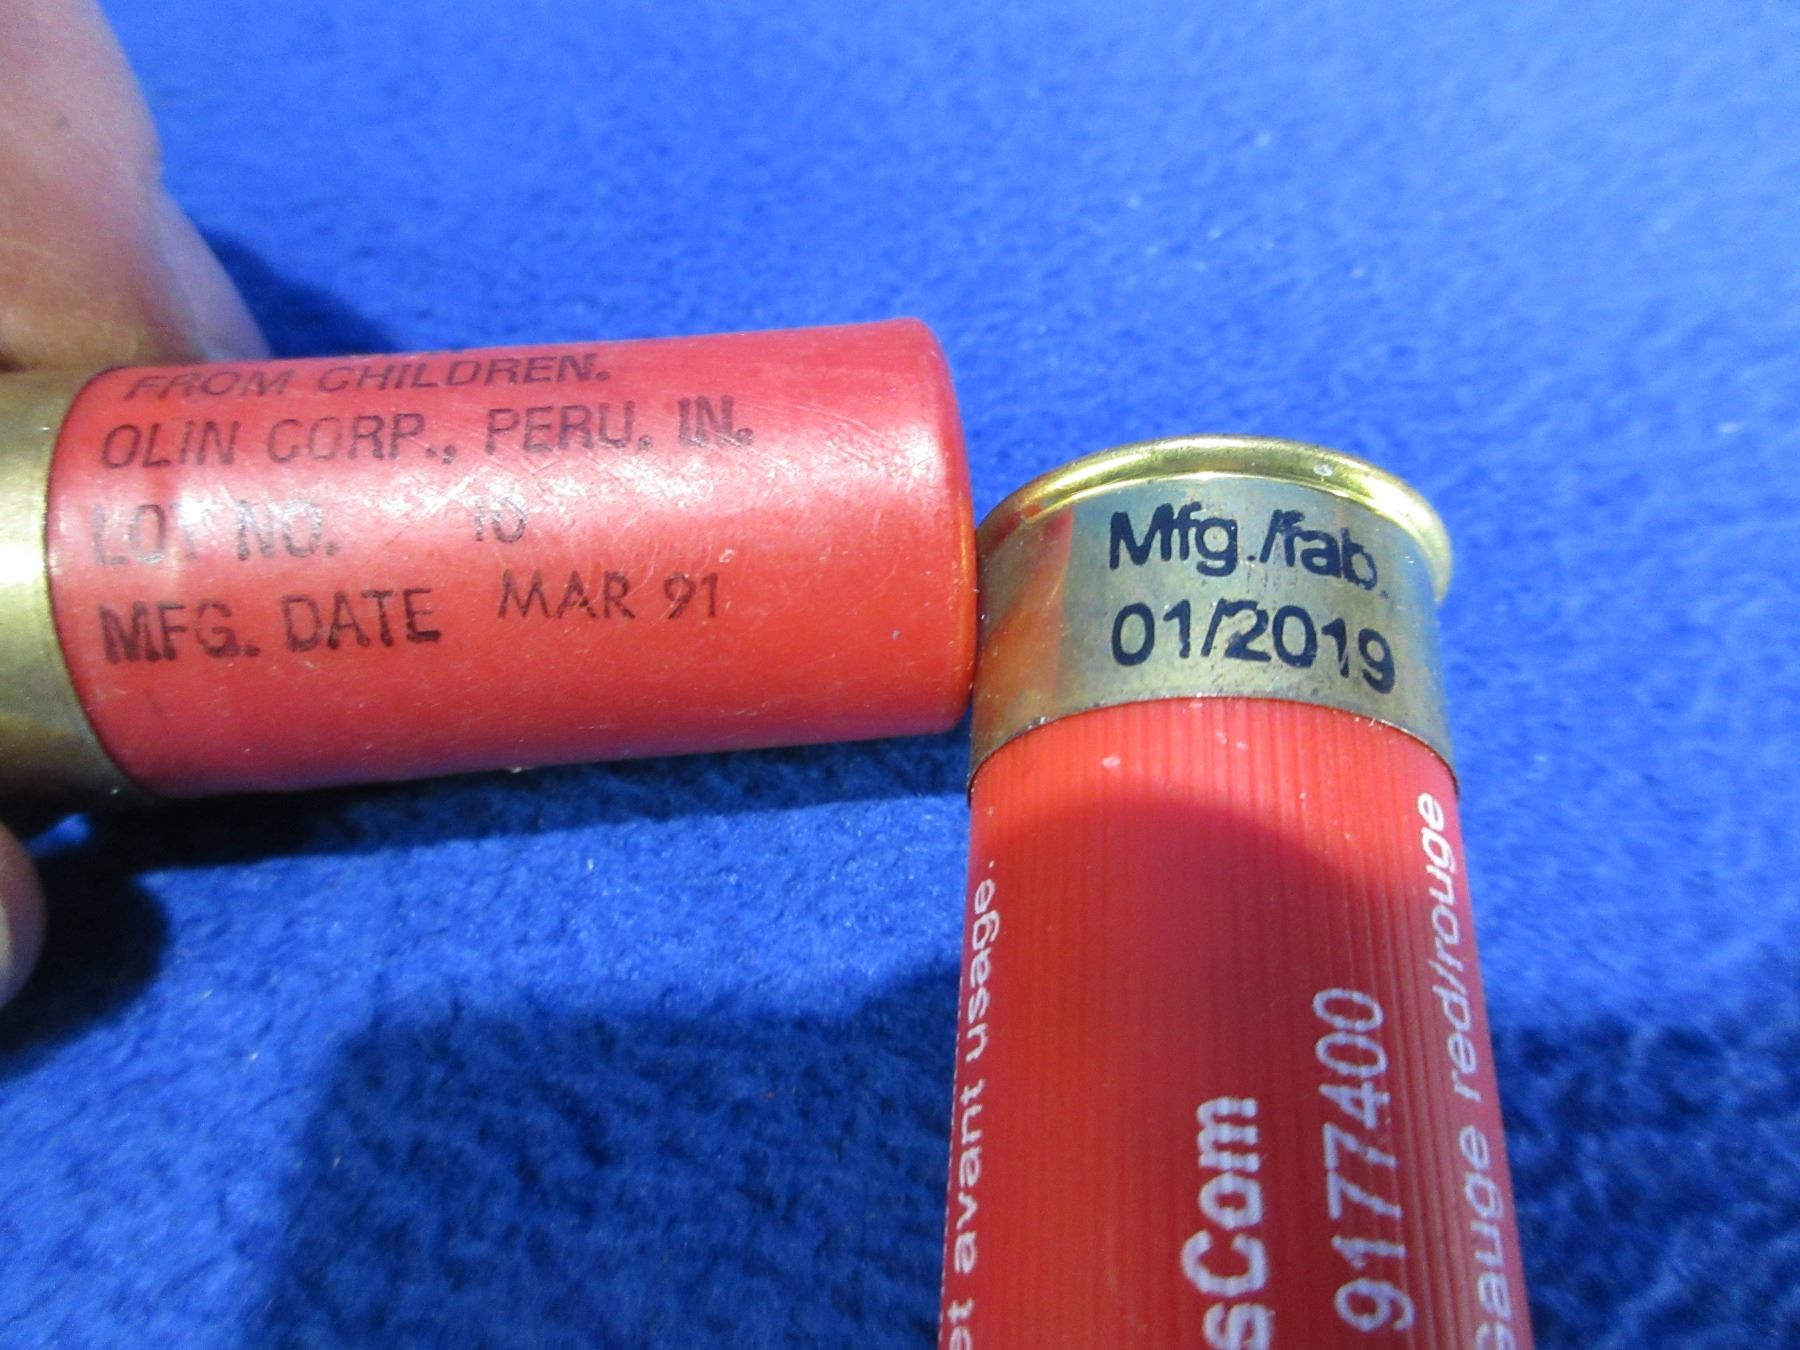 FROM CHILDREN.
OLIN CORP., PERU, IN.
LOT NO. 10
MFG. DATE MAR 91
Mfg./fab.
01/2019
avant usage.
sCom
9177400
gauge red/rouge